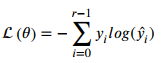 ℒ(θ) = − ∑_{i=0}^{r−1} y_i log(ŷ_i)